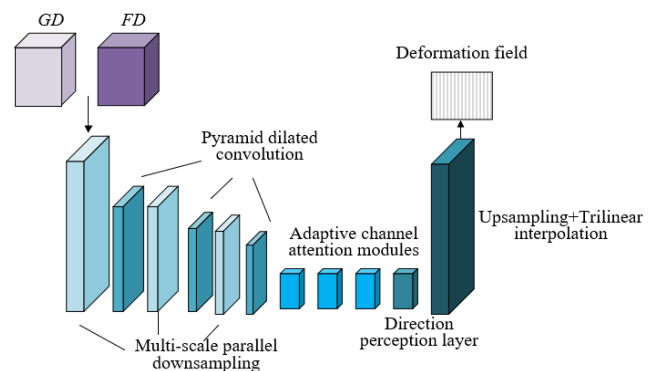 GD
FD
Deformation field
Pyramid dilated
convolution
Adaptive channel
attention modules
Upsampling+Trilinear
interpolation
Direction
perception layer
Multi-scale parallel
downsampling